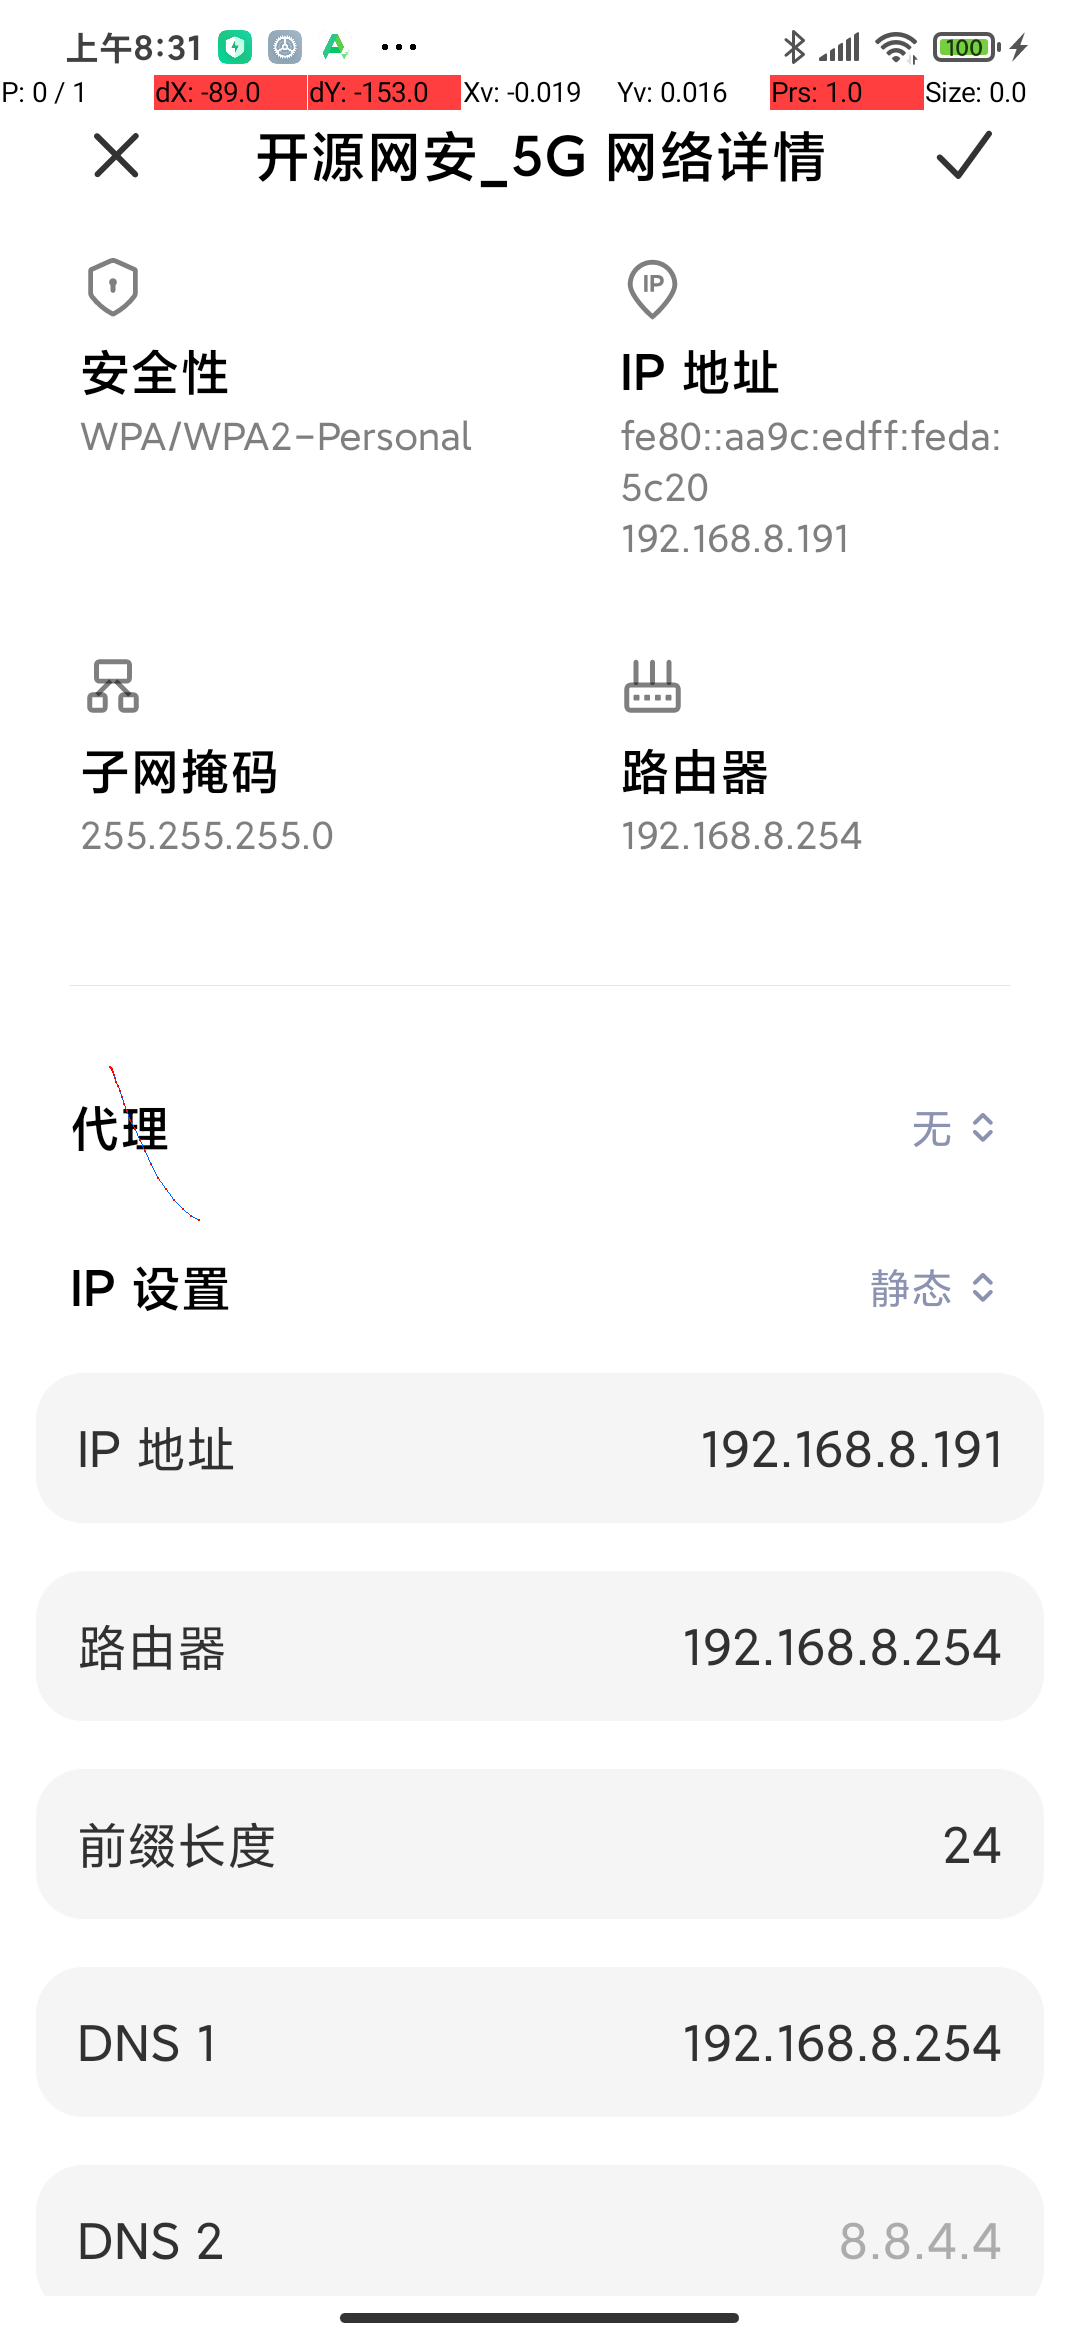 上午8:31 ... 100
P: 0 / 1 dX: -89.0 dY: -153.0 Xv: -0.019 Yv: 0.016 Prs: 1.0 Size: 0.0
开源网安_5G 网络详情
IP
安全性
WPA/WPA2-Personal
IP 地址
fe80::aa9c:edff:feda:
5c20
192.168.8.191
子网掩码
255.255.255.0
路由器
192.168.8.254
代理 无
IP 设置 静态
IP 地址 192.168.8.191
路由器 192.168.8.254
前缀长度 24
DNS 1 192.168.8.254
DNS 2 8.8.4.4